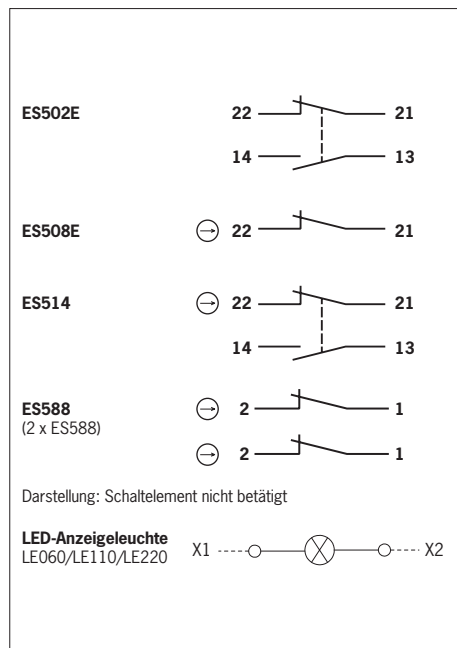 ES502E 22 21
14 13
ES508E 22 21
ES514 22 21
14 13
ES588 2 1
(2 x ES588)
2 1
Darstellung: Schaltelement nicht betätigt
LED-Anzeigeleuchte
LE060/LE110/LE220 X1 X2